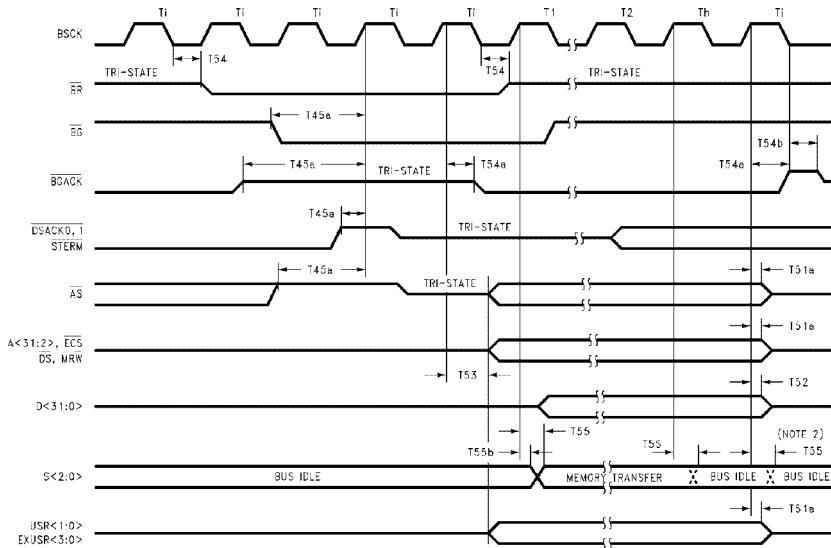 Ti Ti Ti Ti Ti T1 T2 Th Ti
BSCK
T54 T54
TRI-STATE TRI-STATE
BR
T45a
BG
T54b
T45a TRI-STATE T54a T54a
BGACK
T45a
DSACK0, 1 TRI-STATE
STERM
T45a TRI-STATE T51a
AS
T51a
A<31:2>, ECS
DS, MRW
T53 T52
D<31:0>
T55 (NOTE 2)
T55b T55 T55
S<2:0> BUS IDLE MEMORY TRANSFER BUS IDLE BUS IDLE
T51a
USR<1:0>
EXUSR<3:0>